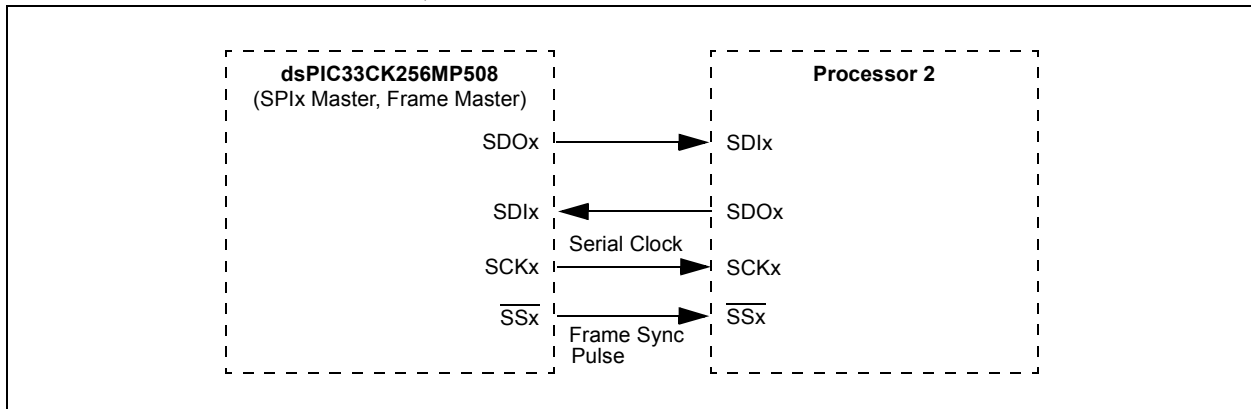 dsPIC33CK256MP508
(SPIx Master, Frame Master)
Processor 2
SDOx
SDIx
SDIx
SDOx
Serial Clock
SCKx
SCKx
SSx
SSx
Frame Sync
Pulse